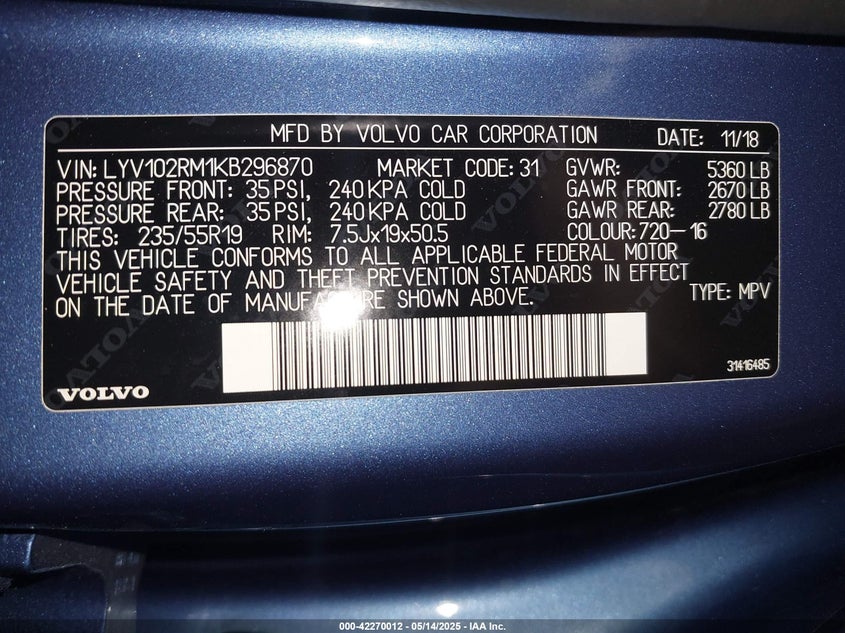 MFD BY VOLVO CAR CORPORATION DATE: 11/18
VIN: LYV102RM1KB296870 MARKET CODE: 31 GVWR: 5360 LB
PRESSURE FRONT: 35 PSI, 240 KPA COLD GAWR FRONT: 2670 LB
PRESSURE REAR: 35 PSI, 240 KPA COLD GAWR REAR: 2780 LB
TIRES: 235/55R19 RIM: 7.5Jx19x50.5 COLOUR: 720-16
THIS VEHICLE CONFORMS TO ALL APPLICABLE FEDERAL MOTOR
VEHICLE SAFETY AND THEFT PREVENTION STANDARDS IN EFFECT
ON THE DATE OF MANUFACTURE SHOWN ABOVE.
TYPE: MPV
31416485
VOLVO
000-42270012 — 05/14/2025 — IAA Inc.